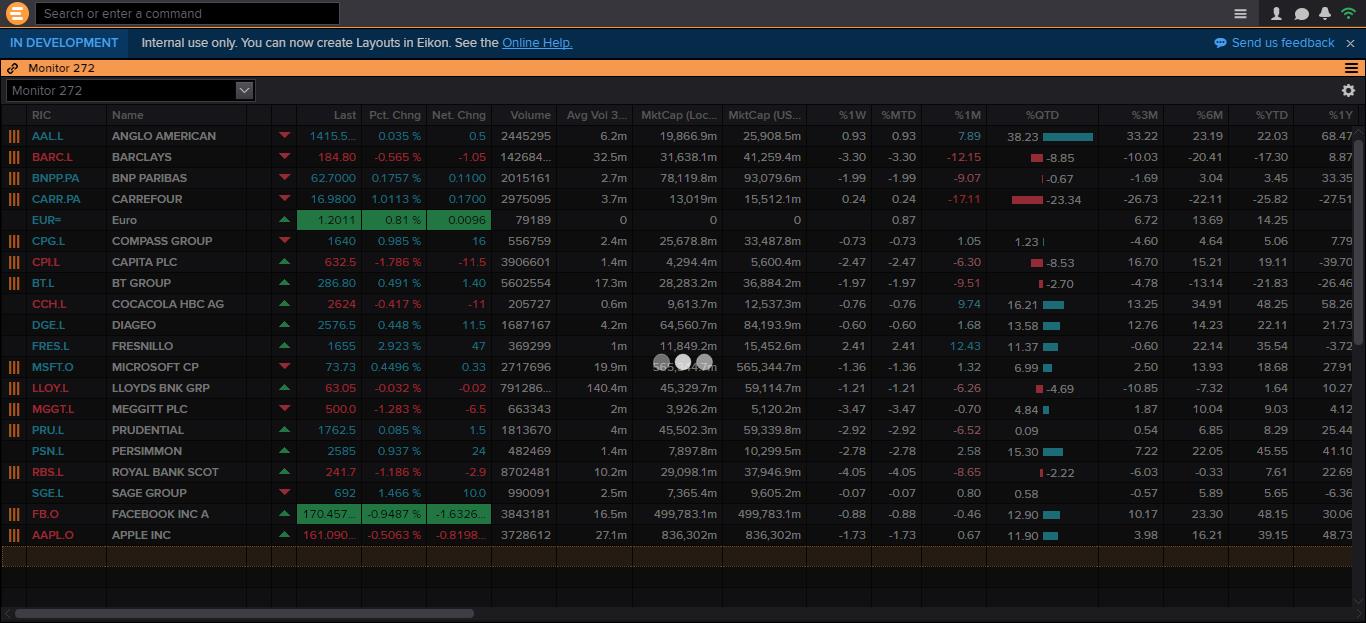 Search or enter a command
IN DEVELOPMENT Internal use only. You can now create Layouts in Eikon. See the Online Help. Send us feedback
Monitor 272
Monitor 272
RIC Name Last Pct. Chng Net. Chng Volume Avg Vol 3... MktCap (Loc... MktCap (US... %1W %MTD %1M %QTD %3M %6M %YTD %1Y
AAL.L ANGLO AMERICAN 1415.5... 0.035 % 0.5 2445295 6.2m 19,866.9m 25,908.5m 0.93 0.93 7.89 38.23 33.22 23.19 22.03 68.47
BARC.L BARCLAYS 184.80 -0.565 % -1.05 142684... 32.5m 31,638.1m 41,259.4m -3.30 -3.30 -12.15 -8.85 -10.03 -20.41 -17.30 8.87
BNPP.PA BNP PARIBAS 62.7000 0.1757 % 0.1100 2015161 2.7m 78,119.8m 93,079.6m -1.99 -1.99 -9.07 -0.67 -1.69 3.04 3.45 33.35
CARR.PA CARREFOUR 16.9800 1.0113 % 0.1700 2975095 3.7m 13,019m 15,512.1m 0.24 0.24 -17.11 -23.34 -26.73 -22.11 -25.82 -27.51
EUR= Euro 1.2011 0.81 % 0.0096 79189 0 0 0 0.87 6.72 13.69 14.25
CPG.L COMPASS GROUP 1640 0.985 % 16 556759 2.4m 25,678.8m 33,487.8m -0.73 -0.73 1.05 1.23 -4.60 4.64 5.06 7.79
CPI.L CAPITA PLC 632.5 -1.786 % -11.5 3906601 1.4m 4,294.4m 5,600.4m -2.47 -2.47 -6.30 -8.53 16.70 15.21 19.11 -39.70
BT.L BT GROUP 286.80 0.491 % 1.40 5602554 17.3m 28,283.2m 36,884.2m -1.97 -1.97 -9.51 -2.70 -4.78 -13.14 -21.83 -26.46
CCH.L COCACOLA HBC AG 2624 -0.417 % -11 205727 0.6m 9,613.7m 12,537.3m -0.76 -0.76 9.74 16.21 13.25 34.91 48.25 58.26
DGE.L DIAGEO 2576.5 0.448 % 11.5 1687167 4.2m 64,560.7m 84,193.9m -0.60 -0.60 1.68 13.58 12.76 14.23 22.11 21.73
FRES.L FRESNILLO 1655 2.923 % 47 369299 1m 11,849.2m 15,452.6m 2.41 2.41 12.43 11.37 -0.60 22.14 35.54 -3.72
MSFT.O MICROSOFT CP 73.73 0.4496 % 0.33 2717696 19.9m 565,344.7m 565,344.7m -1.36 -1.36 1.32 6.99 2.50 13.93 18.68 27.91
LLOY.L LLOYDS BNK GRP 63.05 -0.032 % -0.02 791286... 140.4m 45,329.7m 59,114.7m -1.21 -1.21 -6.26 -4.69 -10.85 -7.32 1.64 10.27
MGGT.L MEGGITT PLC 500.0 -1.283 % -6.5 663343 2m 3,926.2m 5,120.2m -3.47 -3.47 -0.70 4.84 1.87 10.04 9.03 4.12
PRU.L PRUDENTIAL 1762.5 0.085 % 1.5 1813670 4m 45,502.3m 59,339.8m -2.92 -2.92 -6.52 0.09 0.54 6.85 8.29 25.44
PSN.L PERSIMMON 2585 0.937 % 24 482469 1.4m 7,897.8m 10,299.5m -2.78 -2.78 2.58 15.30 7.22 22.05 45.55 41.10
RBS.L ROYAL BANK SCOT 241.7 -1.186 % -2.9 8702481 10.2m 29,098.1m 37,946.9m -4.05 -4.05 -8.65 -2.22 -6.03 -0.33 7.61 22.69
SGE.L SAGE GROUP 692 1.466 % 10.0 990091 2.5m 7,365.4m 9,605.2m -0.07 -0.07 0.80 0.58 -0.57 5.89 5.65 -6.36
FB.O FACEBOOK INC A 170.457... -0.9487 % -1.6326... 3843181 16.5m 499,783.1m 499,783.1m -0.88 -0.88 -0.46 12.90 10.17 23.30 48.15 30.06
AAPL.O APPLE INC 161.090... -0.5063 % -0.8198... 3728612 27.1m 836,302m 836,302m -1.73 -1.73 0.67 11.90 3.98 16.21 39.15 48.73